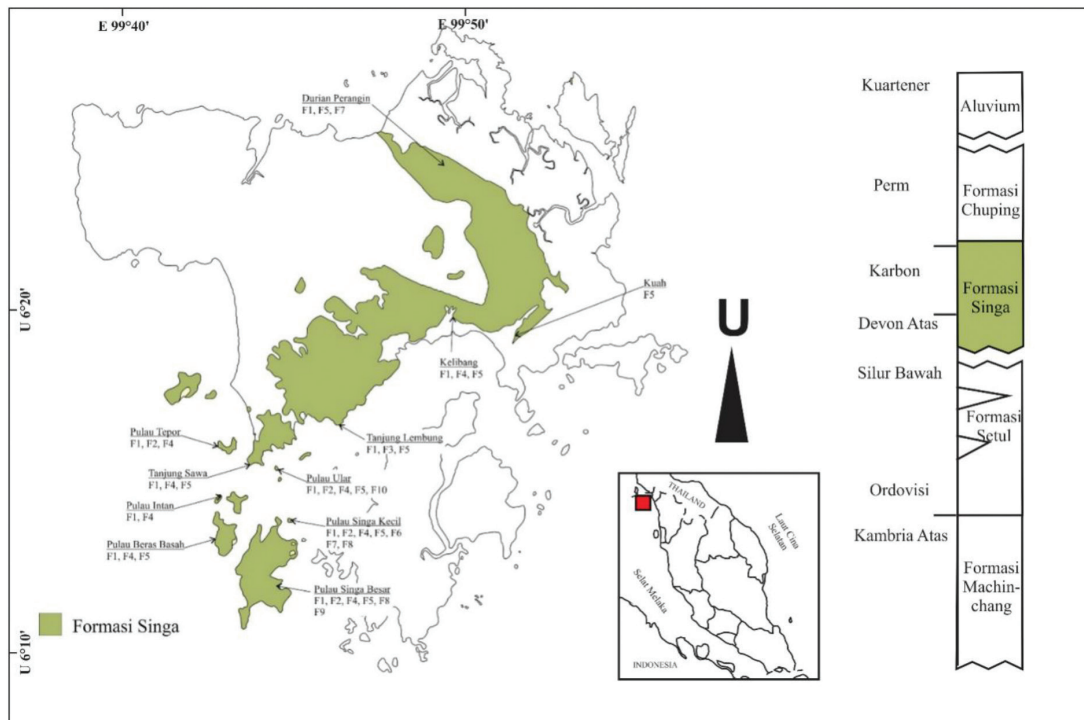 E 99°40'
E 99°50'
U 6°20'
U 6°10'
Durian Perangin
F1, F5, F7
Kuah
F5
Kelibang
F1, F4, F5
Tanjung Lembung
F1, F3, F5
Pulau Tepor
F1, F2, F4
Tanjung Sawa
F1, F4, F5
Pulau Ular
F1, F2, F4, F5, F10
Pulau Intan
F1, F4
Pulau Singa Kecil
F1, F2, F4, F5, F6
F7, F8
Pulau Beras Basah
F1, F4, F5
Pulau Singa Besar
F1, F2, F4, F5, F8
F9
Formasi Singa
U
THAILAND
Laut Cina
Selatan
Selat Melaka
INDONESIA
Kuartener
Perm
Karbon
Devon Atas
Silur Bawah
Ordovisi
Kambria Atas
Aluvium
Formasi
Chuping
Formasi
Singa
Formasi
Setul
Formasi
Machin-
chang